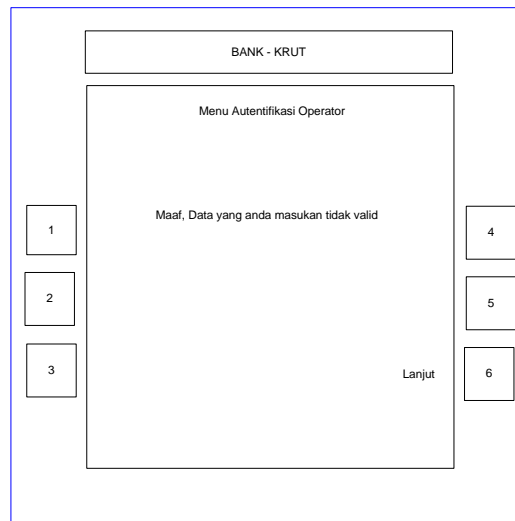 BANK - KRUT
Menu Autentifikasi Operator
Maaf, Data yang anda masukan tidak valid
1
4
2
5
3
Lanjut
6